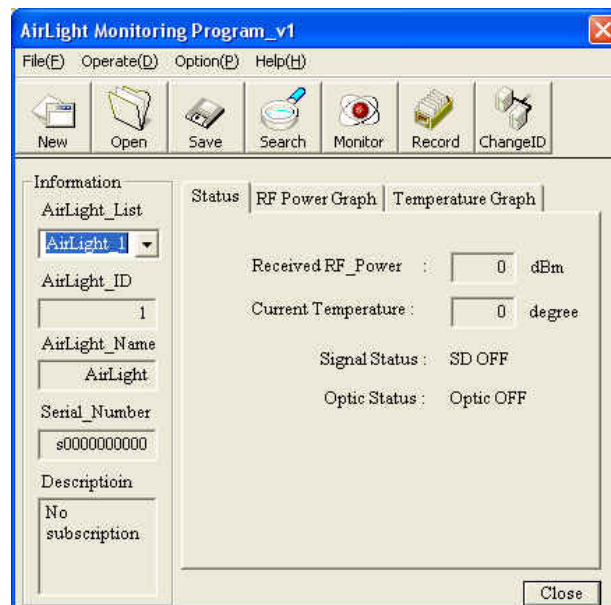 AirLight Monitoring Program_v1
File(F) Operate(D) Option(P) Help(H)
New Open Save Search Monitor Record ChangeID
Information
AirLight_List
AirLight_1
AirLight_ID
1
AirLight_Name
AirLight
Serial_Number
s0000000000
Descriptioin
No
subscription
Status RF Power Graph Temperature Graph
Received RF_Power : 0 dBm
Current Temperature : 0 degree
Signal Status : SD OFF
Optic Status : Optic OFF
Close